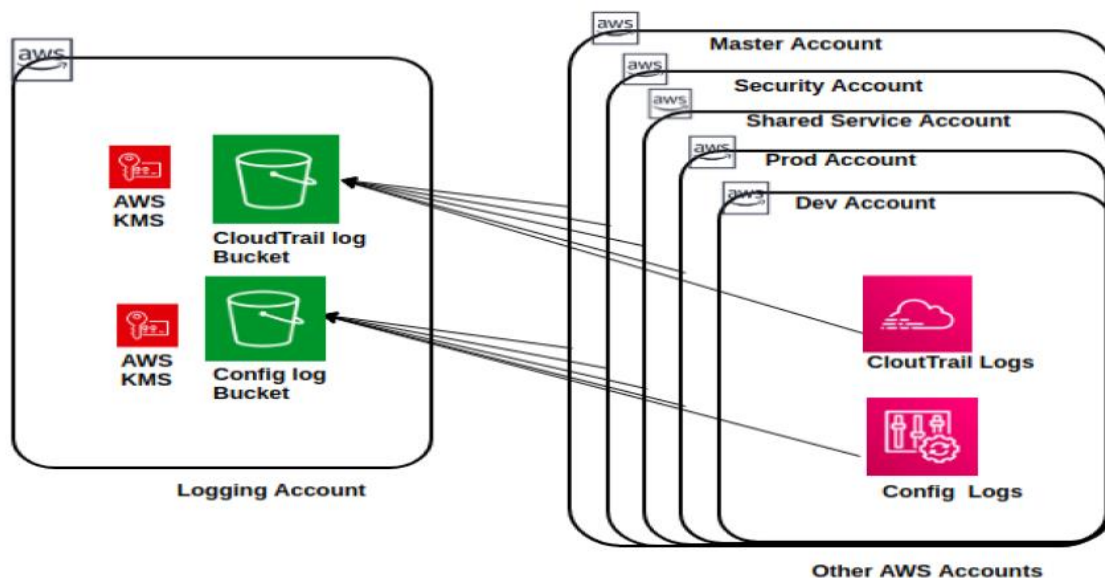 aws
Master Account
aws
Security Account
aws
aws
Shared Service Account
aws
Prod Account
aws
Dev Account
AWS
KMS
CloudTrail log
Bucket
AWS
KMS
Config log
Bucket
CloutTrail Logs
Config Logs
Logging Account
Other AWS Accounts